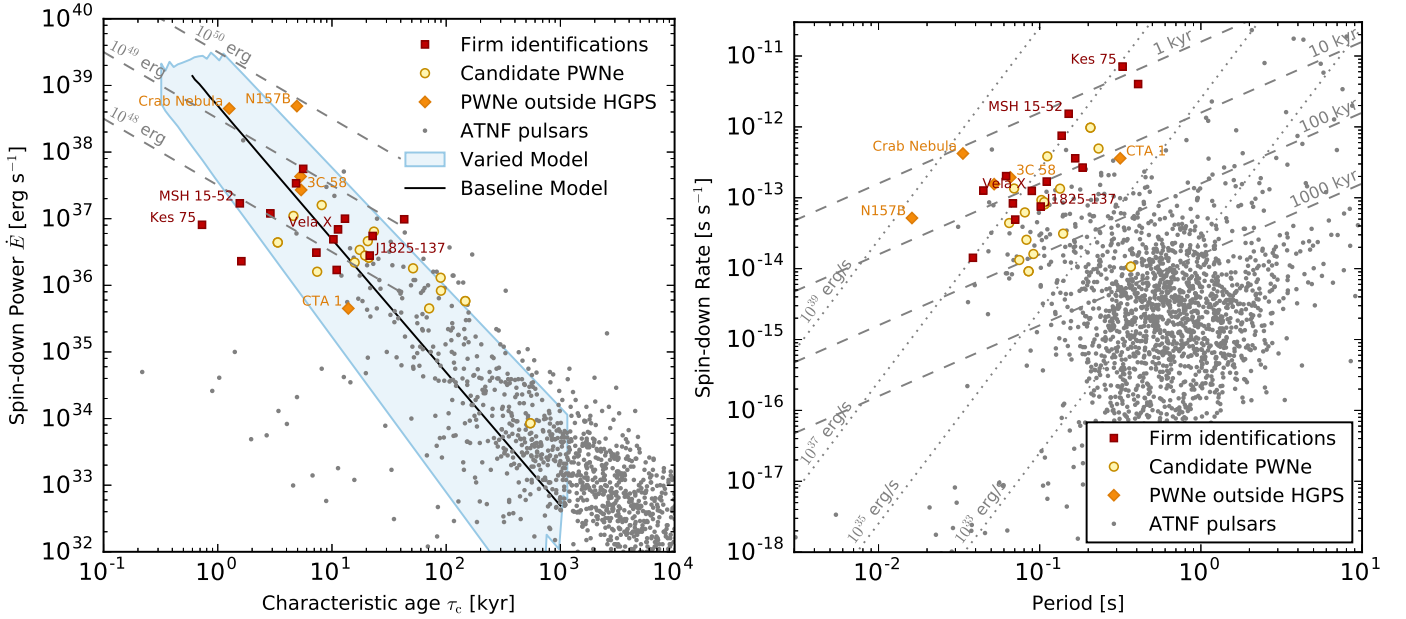 10^40
10^39
10^38
10^37
10^36
10^35
10^34
10^33
10^32
Spin-down Power Ė [erg s^−1]
10^50 erg
10^49 erg
10^48 erg
Crab Nebula
N157B
3C 58
MSH 15-52
Kes 75
Vela X
J1825-137
CTA 1
Firm identifications
Candidate PWNe
PWNe outside HGPS
ATNF pulsars
Varied Model
Baseline Model
10^-1
10^0
10^1
10^2
10^3
10^4
Characteristic age τ_c [kyr]
10^-11
10^-12
10^-13
10^-14
10^-15
10^-16
10^-17
10^-18
Spin-down Rate [s s^−1]
Kes 75
1 kyr
10 kyr
MSH 15-52
100 kyr
Crab Nebula
CTA 1
3C 58
Vela X
1000 kyr
J1825-137
N157B
10^39 erg/s
10^37 erg/s
10^35 erg/s
10^33 erg/s
Firm identifications
Candidate PWNe
PWNe outside HGPS
ATNF pulsars
10^-2
10^-1
10^0
10^1
Period [s]